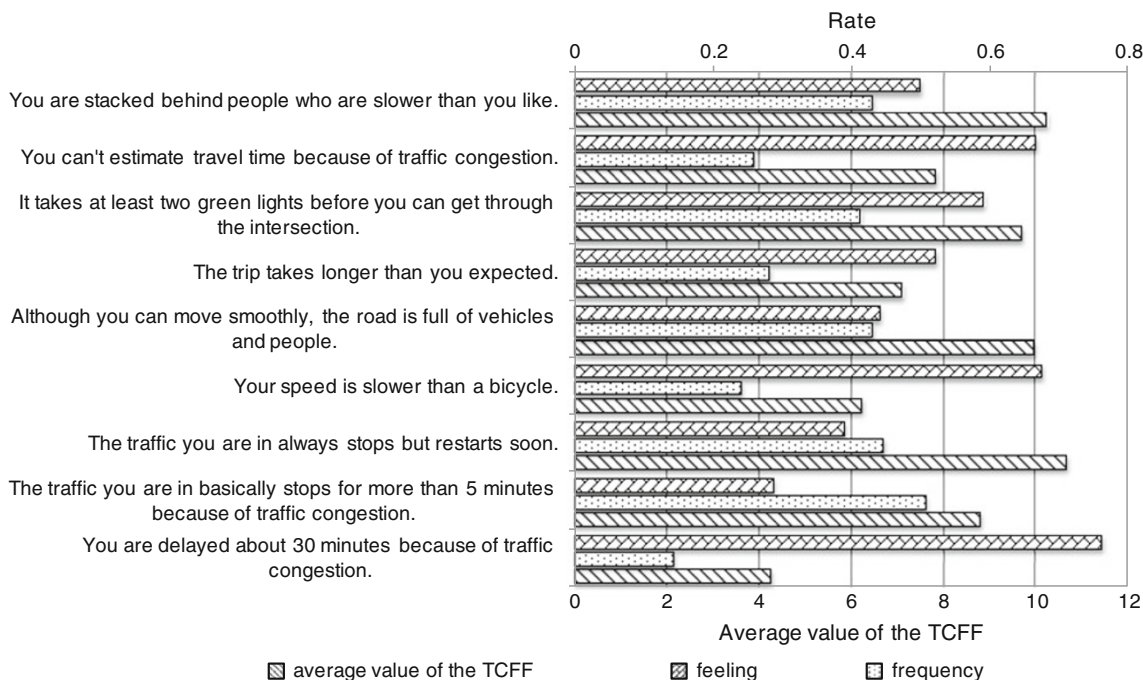 Rate
0 0.2 0.4 0.6 0.8
You are stacked behind people who are slower than you like.
You can't estimate travel time because of traffic congestion.
It takes at least two green lights before you can get through
the intersection.
The trip takes longer than you expected.
Although you can move smoothly, the road is full of vehicles
and people.
Your speed is slower than a bicycle.
The traffic you are in always stops but restarts soon.
The traffic you are in basically stops for more than 5 minutes
because of traffic congestion.
You are delayed about 30 minutes because of traffic
congestion.
0 2 4 6 8 10 12
Average value of the TCFF
average value of the TCFF feeling frequency